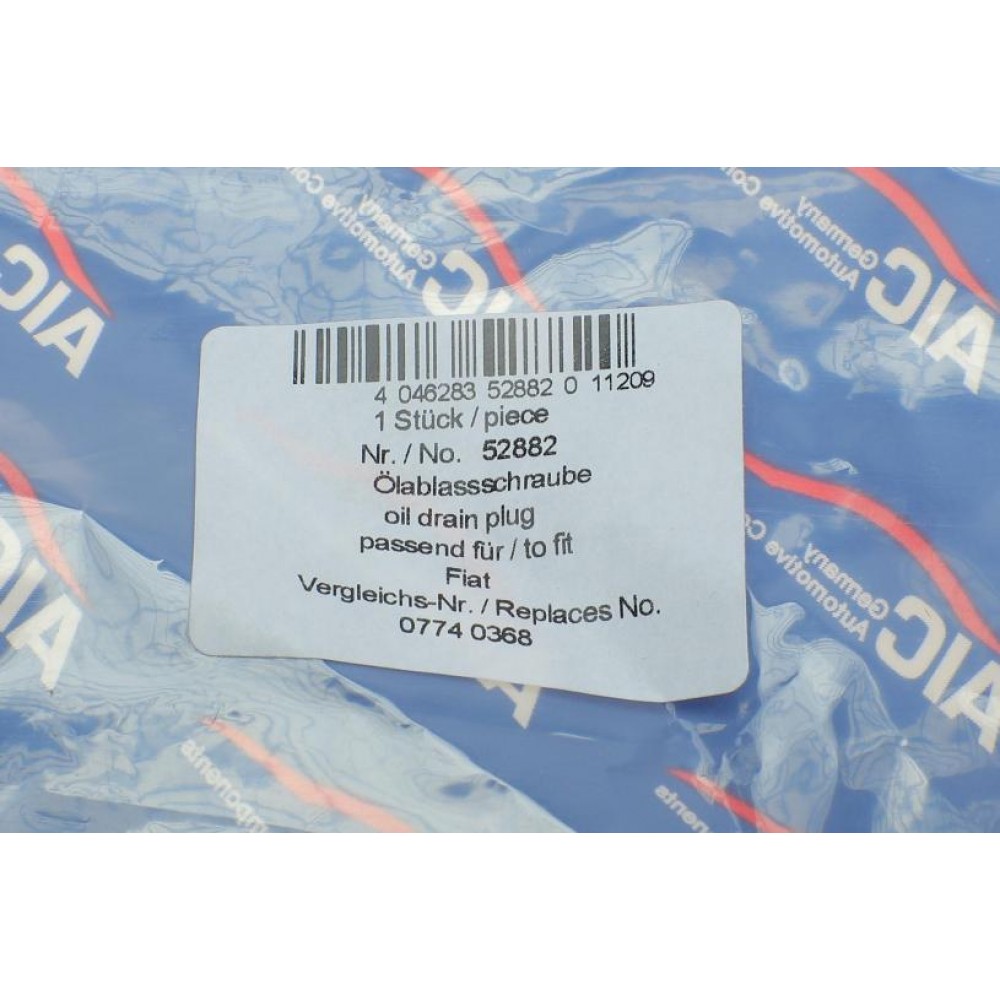 4 046283 52882 0 11209
1 Stück / piece
Nr. / No. 52882
Ölablassschraube
oil drain plug
passend für / to fit
Fiat
Vergleichs-Nr. / Replaces No.
0774 0368
AIC
Germany
Automotive Co
AIC
Germany
Automotive Co
AIC